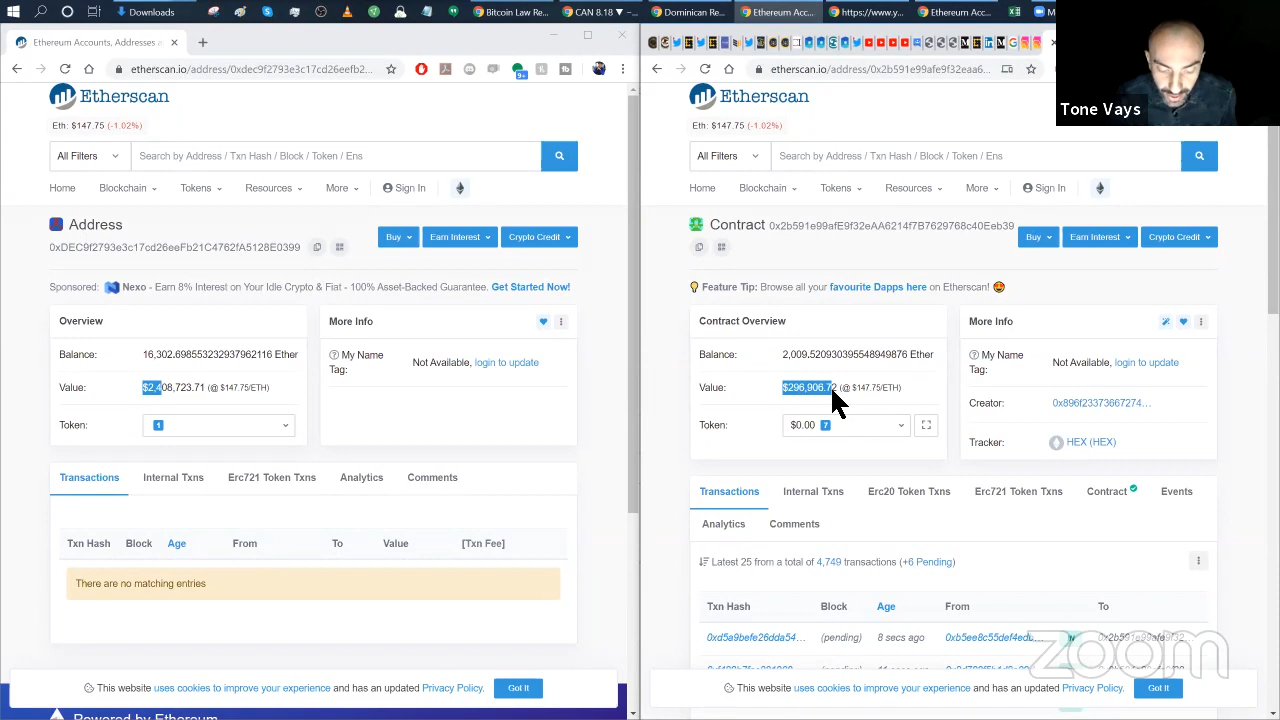 Downloads
Bitcoin Law Re
CAN 8.18
Dominican R
Ethereum Acc
https://www.y
Ethereum Acc
Ethereum Accounts, Addresses a
etherscan.io/address/0xdec9f2793e3c17cd26eeb...
9+
Etherscan
Eth: $147.75 (-1.02%)
All Filters
Search by Address / Txn Hash / Block / Token / Ens
Home
Blockchain
Tokens
Resources
More
Sign In
Address
0xDEC9f2793e3c17cd26eeFb21C4762fA5128E0399
Buy
Earn Interest
Crypto Credit
Sponsored: Nexo - Earn 8% Interest on Your Idle Crypto & Fiat - 100% Asset-Backed Guarantee. Get Started Now!
Overview
Balance: 16,302.698553232937962116 Ether
Value: $2,408,723.71 (@ $147.75/ETH)
Token: 1
More Info
My Name Tag: Not Available, login to update
Transactions
Internal Txns
Erc721 Token Txns
Analytics
Comments
Txn Hash
Block
Age
From
To
Value
[Txn Fee]
There are no matching entries
This website uses cookies to improve your experience and has an updated Privacy Policy.
Got It
Powered by Ethereum
etherscan.io/address/0x2b591e99afe9f32eaa6...
Tone Vays
Etherscan
Eth: $147.75 (-1.02%)
All Filters
Search by Address / Txn Hash / Block / Token / Ens
Home
Blockchain
Tokens
Resources
More
Sign In
Contract 0x2b591e99afE9f32eAA6214f7B7629768c40Eeb39
Buy
Earn Interest
Crypto Credit
Feature Tip: Browse all your favourite Dapps here on Etherscan!
Contract Overview
Balance: 2,009.520930395548949876 Ether
Value: $296,906.72 (@ $147.75/ETH)
Token: $0.00 7
More Info
My Name Tag: Not Available, login to update
Creator: 0x896f23373667274...
Tracker: HEX (HEX)
Transactions
Internal Txns
Erc20 Token Txns
Erc721 Token Txns
Contract
Events
Analytics
Comments
Latest 25 from a total of 4,749 transactions (+6 Pending)
Txn Hash
Block
Age
From
To
0xd5a9befe26dda54...
(pending)
8 secs ago
0xb5ee8c55def4edb...
0x2b591e99afe9f32...
zoom
This website uses cookies to improve your experience and has an updated Privacy Policy.
Got It